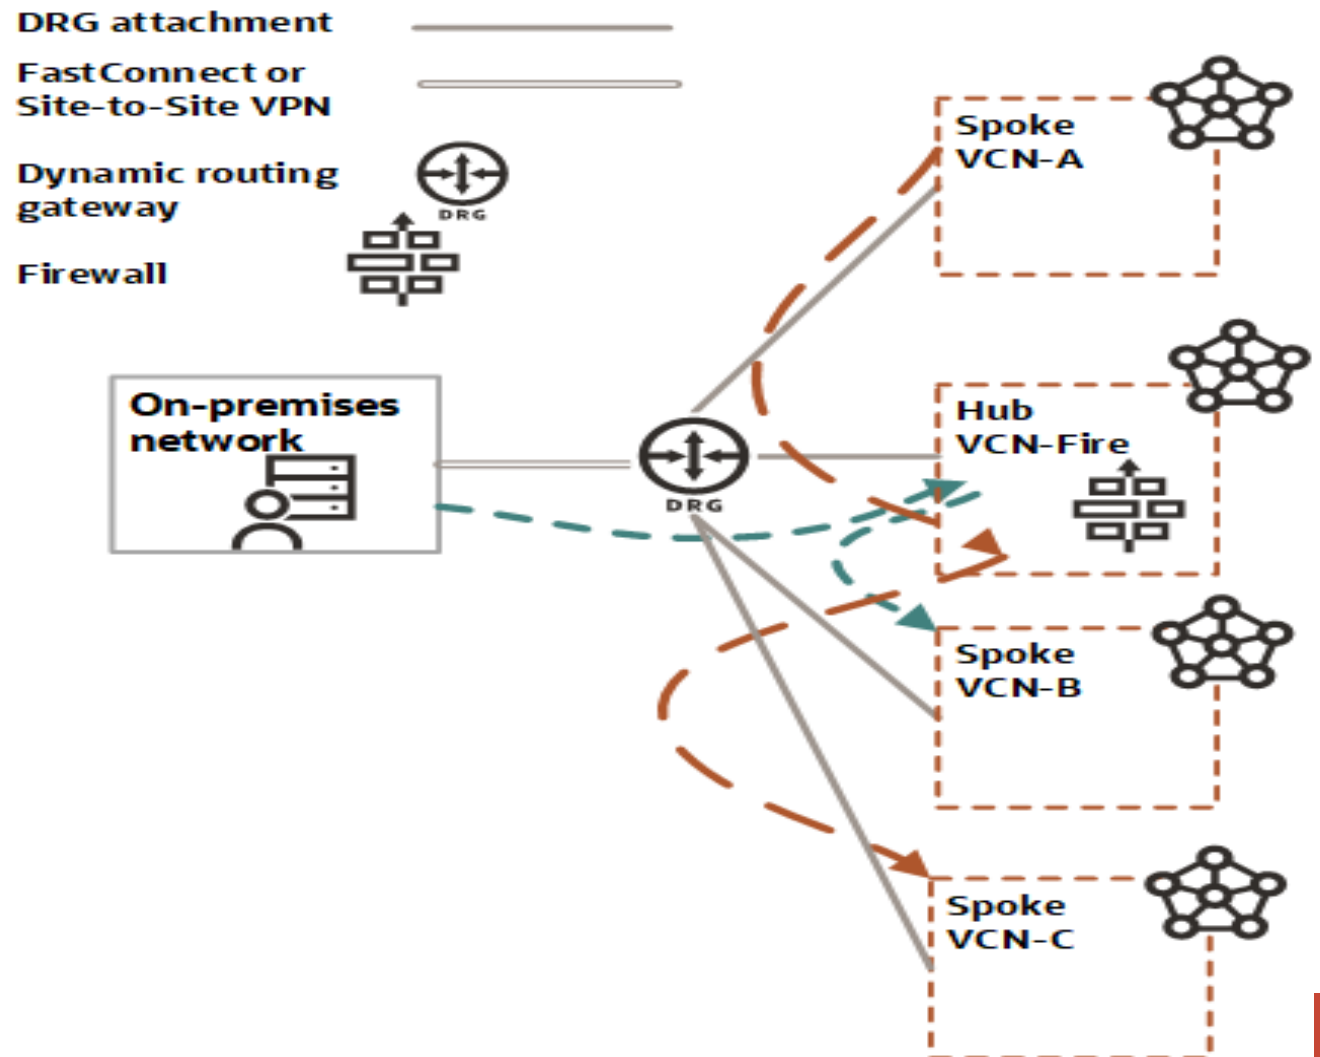 DRG attachment
FastConnect or
Site-to-Site VPN
Dynamic routing
gateway
DRG
Firewall
On-premises
network
DRG
Spoke
VCN-A
Hub
VCN-Fire
Spoke
VCN-B
Spoke
VCN-C